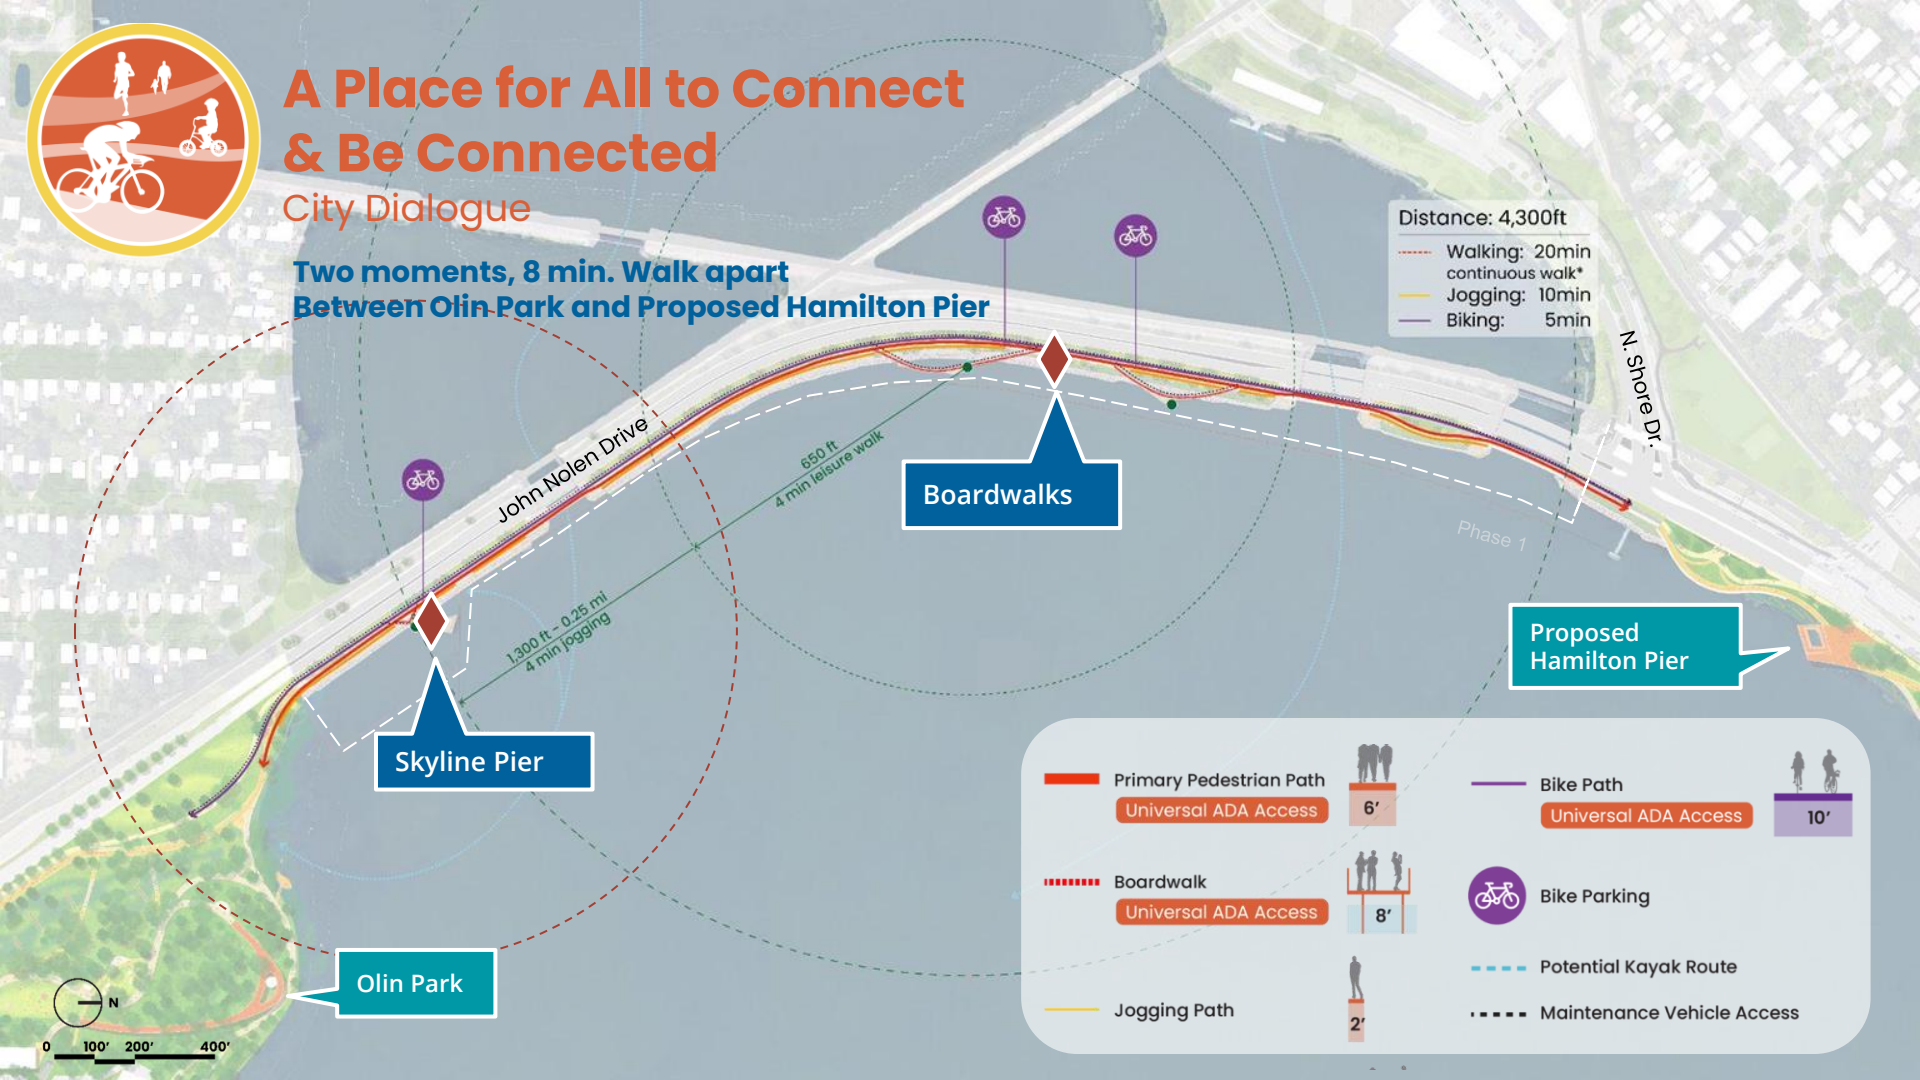 A Place for All to Connect
& Be Connected
City Dialogue
Two moments, 8 min. Walk apart
Between Olin Park and Proposed Hamilton Pier
Distance: 4,300ft
Walking: 20min
continuous walk*
Jogging: 10min
Biking: 5min
N. Shore Dr.
John Nolen Drive
650 ft
4 min leisure walk
Boardwalks
Phase 1
1,300 ft - 0.25 mi
4 min jogging
Proposed
Hamilton Pier
Skyline Pier
Olin Park
N
0 100' 200' 400'
Primary Pedestrian Path
Universal ADA Access
6'
Boardwalk
Universal ADA Access
8'
Jogging Path
2'
Bike Path
Universal ADA Access
10'
Bike Parking
Potential Kayak Route
Maintenance Vehicle Access